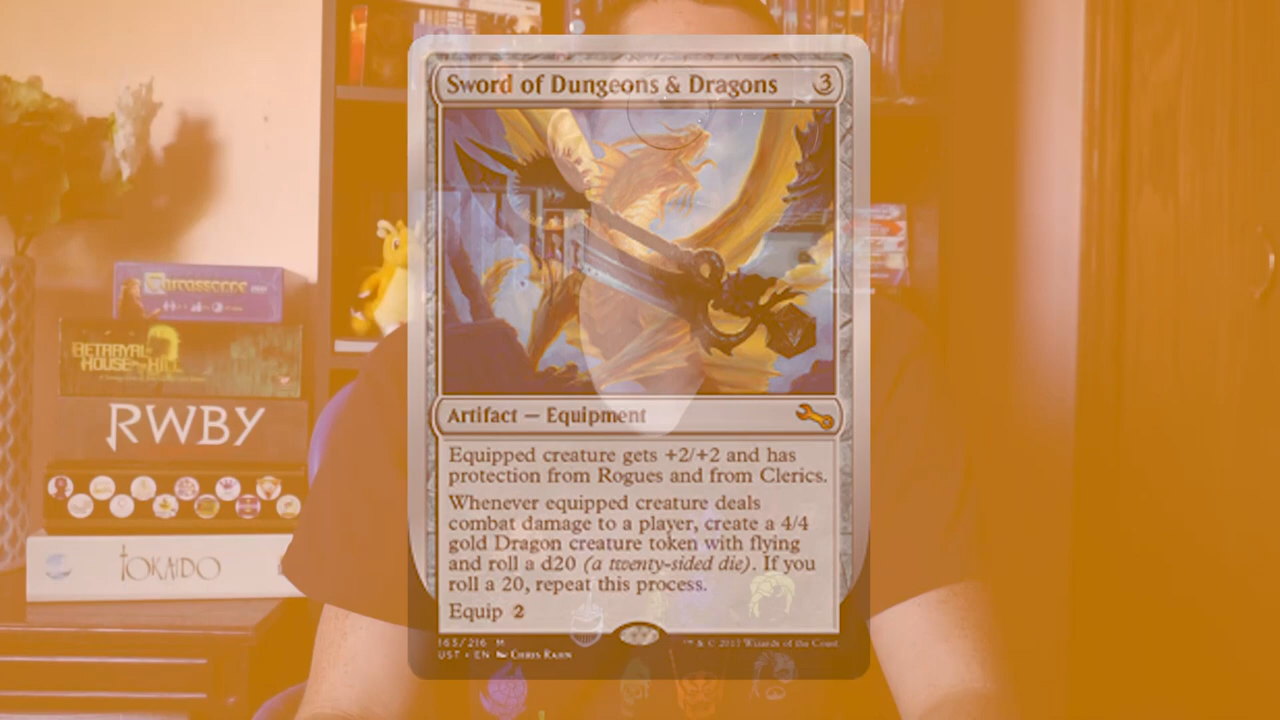 Sword of Dungeons & Dragons 3
Artifact — Equipment
Equipped creature gets +2/+2 and has
protection from Rogues and from Clerics.
Whenever equipped creature deals
combat damage to a player, create a 4/4
gold Dragon creature token with flying
and roll a d20 (a twenty-sided die). If you
roll a 20, repeat this process.
Equip 2
165/216 M
UST • EN Chris Rahn
™ & © 2017 Wizards of the Coast
Carcassonne
BETRAYAL
HOUSE ON HILL
RWBY
TOKAIDO